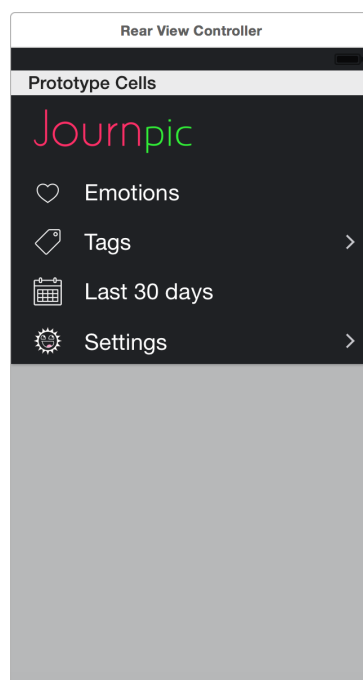 Rear View Controller
Prototype Cells
Journpic
Emotions
Tags
Last 30 days
Settings